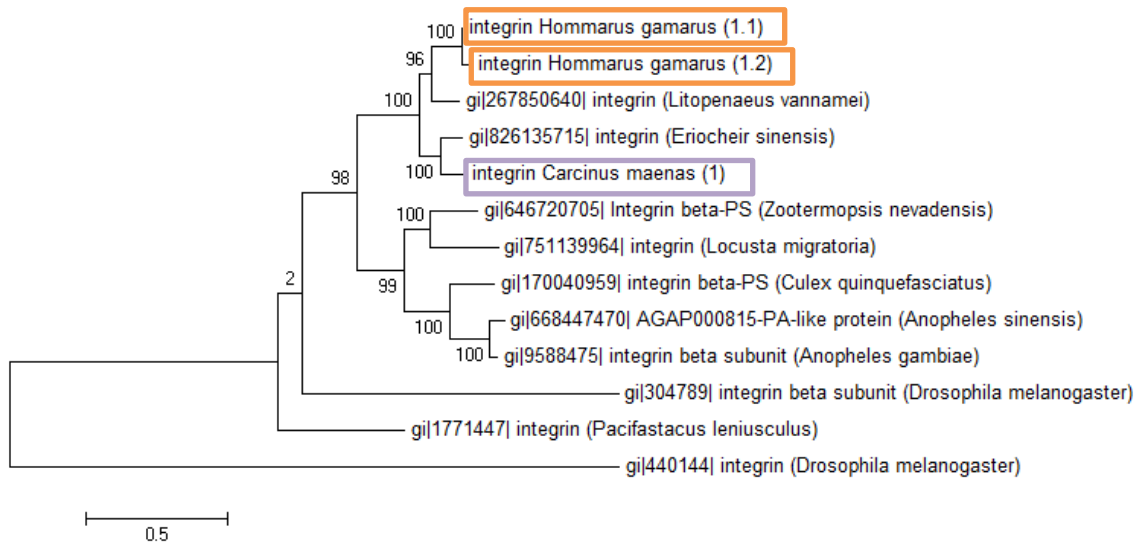 100
integrin Hommarus gamarus (1.1)
96
integrin Hommarus gamarus (1.2)
100
gi|267850640| integrin (Litopenaeus vannamei)
gi|826135715| integrin (Eriocheir sinensis)
100
integrin Carcinus maenas (1)
98
100
gi|646720705| Integrin beta-PS (Zootermopsis nevadensis)
gi|751139964| integrin (Locusta migratoria)
99
gi|170040959| integrin beta-PS (Culex quinquefasciatus)
2
100
gi|668447470| AGAP000815-PA-like protein (Anopheles sinensis)
100
gi|9588475| integrin beta subunit (Anopheles gambiae)
gi|304789| integrin beta subunit (Drosophila melanogaster)
gi|1771447| integrin (Pacifastacus leniusculus)
gi|440144| integrin (Drosophila melanogaster)
0.5